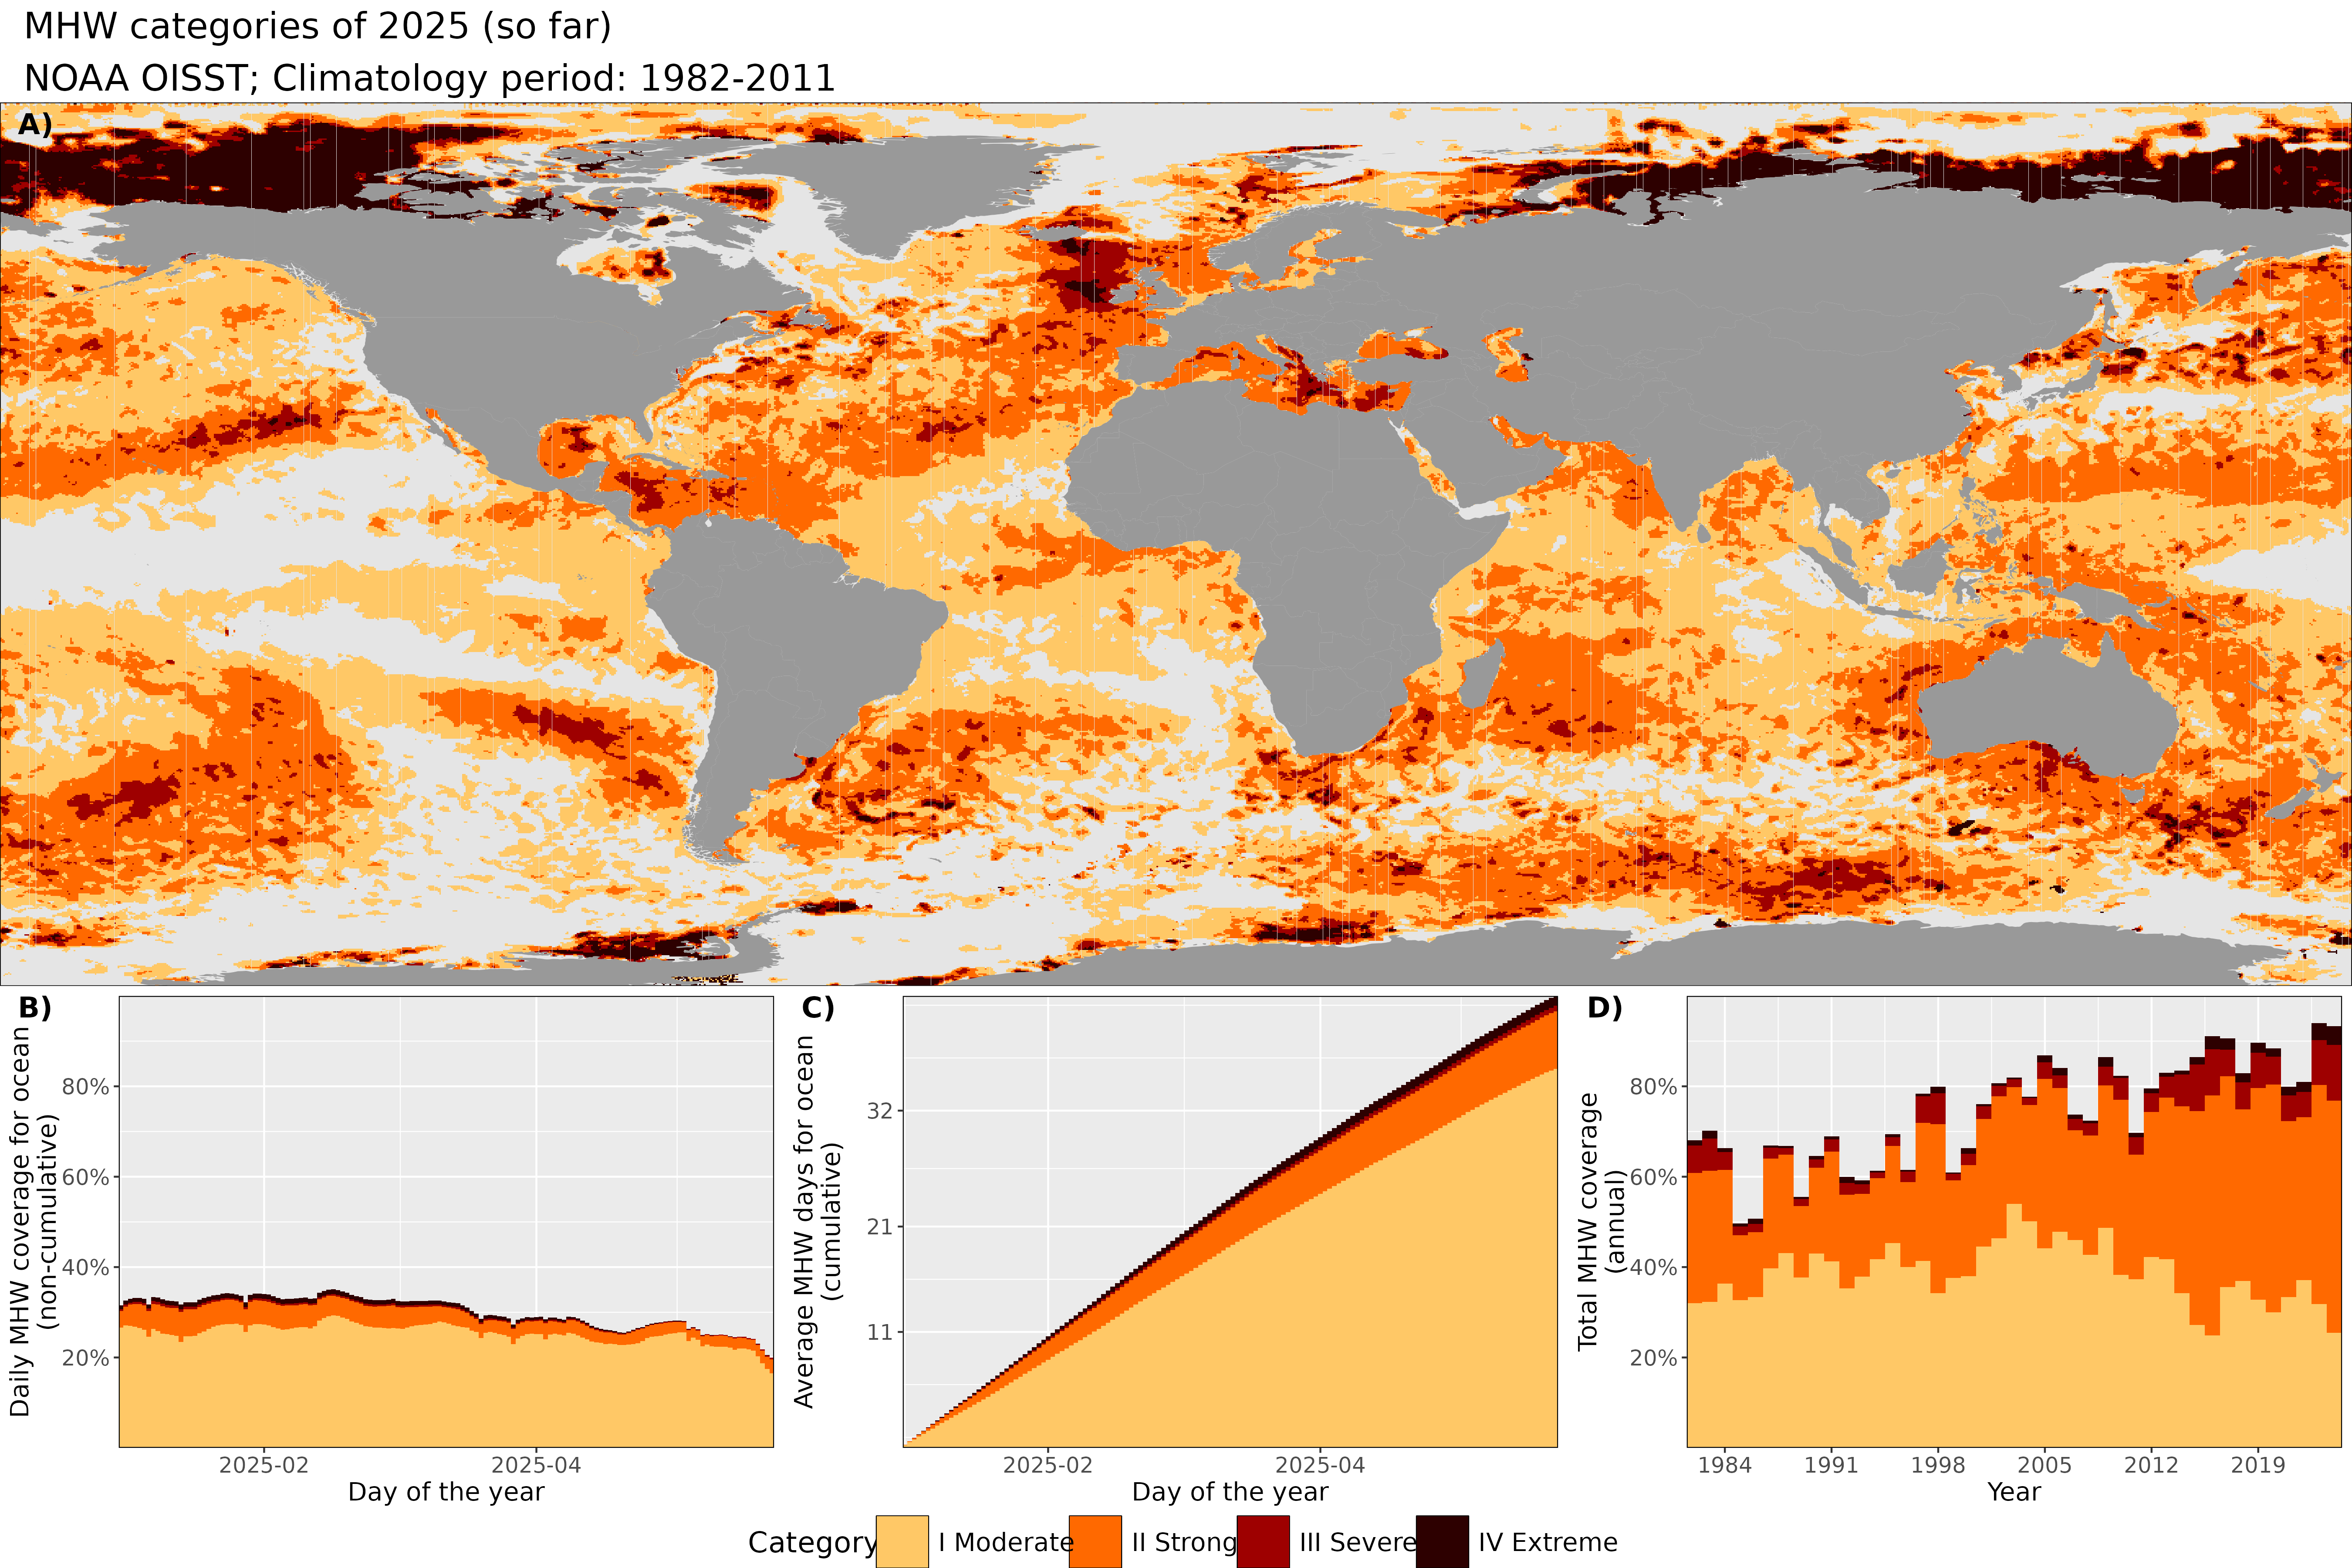 MHW categories of 2025 (so far)
NOAA OISST; Climatology period: 1982-2011
A)
B)
Daily MHW coverage for ocean
(non-cumulative)
80%
60%
40%
20%
2025-02
2025-04
Day of the year
C)
Average MHW days for ocean
(cumulative)
32
21
11
2025-02
2025-04
Day of the year
D)
Total MHW coverage
(annual)
80%
60%
40%
20%
1984
1991
1998
2005
2012
2019
Year
Category
I Moderate
II Strong
III Severe
IV Extreme